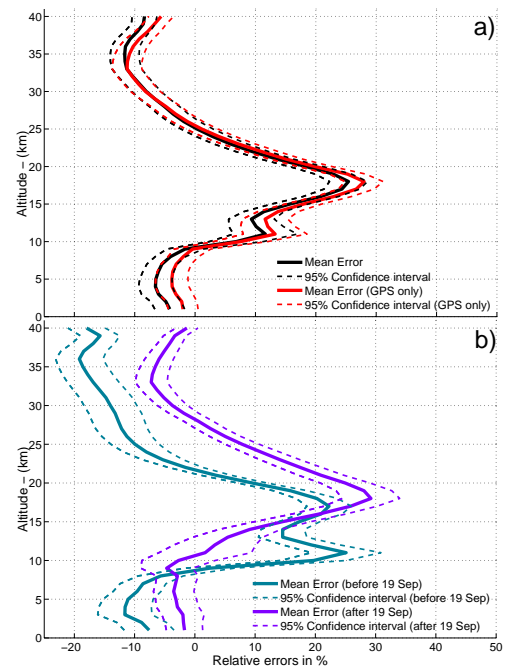 40
a)
35
30
25
20
15
10
5
0
Altitude – (km)
Mean Error
95% Confidence interval
Mean Error (GPS only)
95% Confidence interval (GPS only)
40
b)
35
30
25
20
15
10
5
0
Altitude – (km)
Mean Error (before 19 Sep)
95% Confidence interval (before 19 Sep)
Mean Error (after 19 Sep)
95% Confidence interval (after 19 Sep)
−20 −10 0 10 20 30 40 50
Relative errors in %